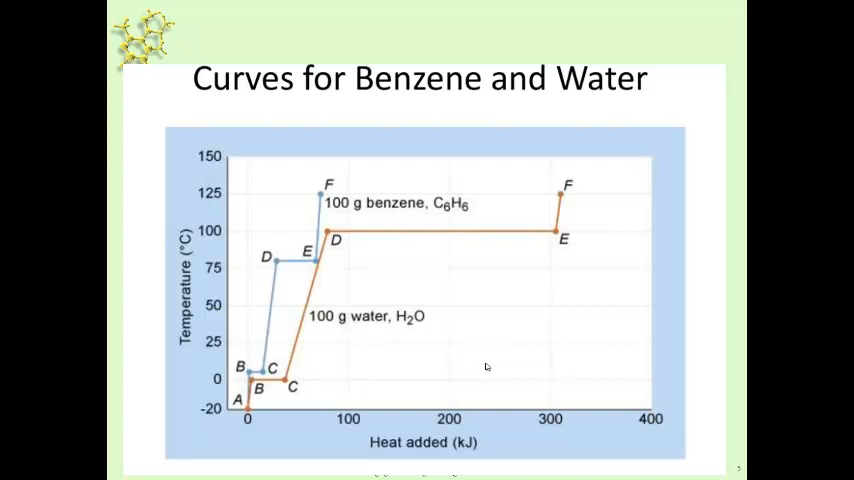 Curves for Benzene and Water
150
125
100
75
50
25
0
-20
Temperature (°C)
F
100 g benzene, C₆H₆
F
D
E
D
E
100 g water, H₂O
B
C
B
C
A
0
100
200
300
400
Heat added (kJ)
5